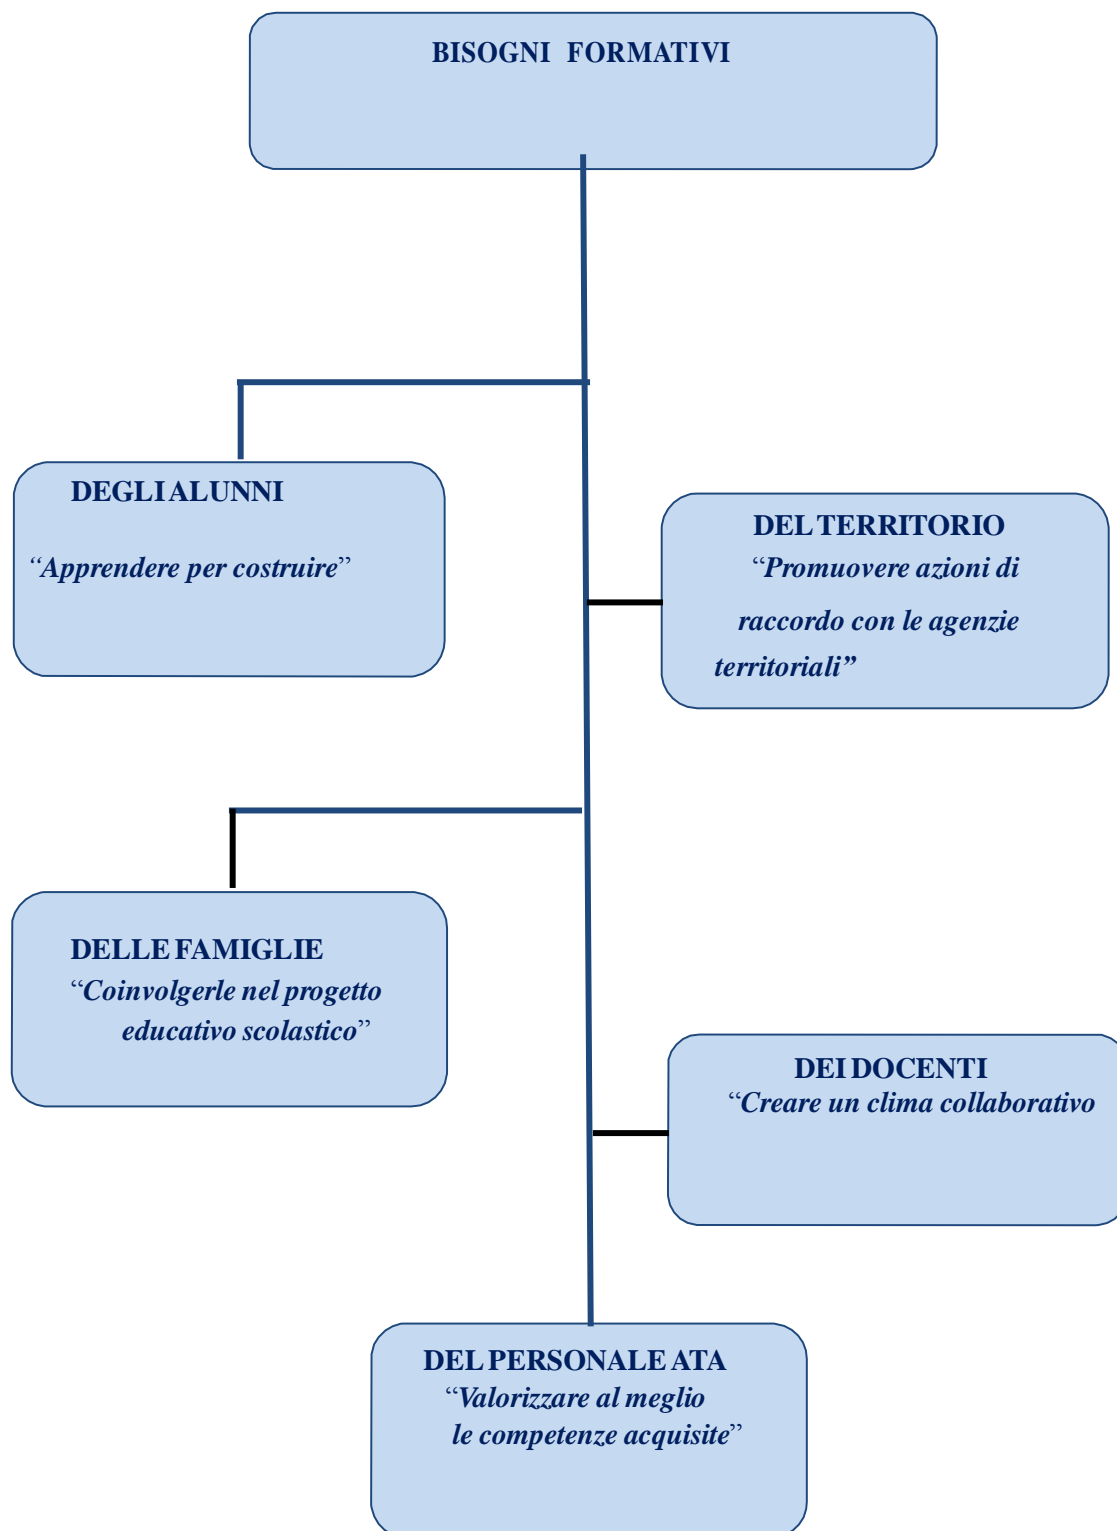 BISOGNI FORMATIVI
DEGLI ALUNNI
“Apprendere per costruire”
DEL TERRITORIO
“Promuovere azioni di
raccordo con le agenzie
territoriali”
DELLE FAMIGLIE
“Coinvolgerle nel progetto
educativo scolastico”
DEI DOCENTI
“Creare un clima collaborativo
DEL PERSONALE ATA
“Valorizzare al meglio
le competenze acquisite”